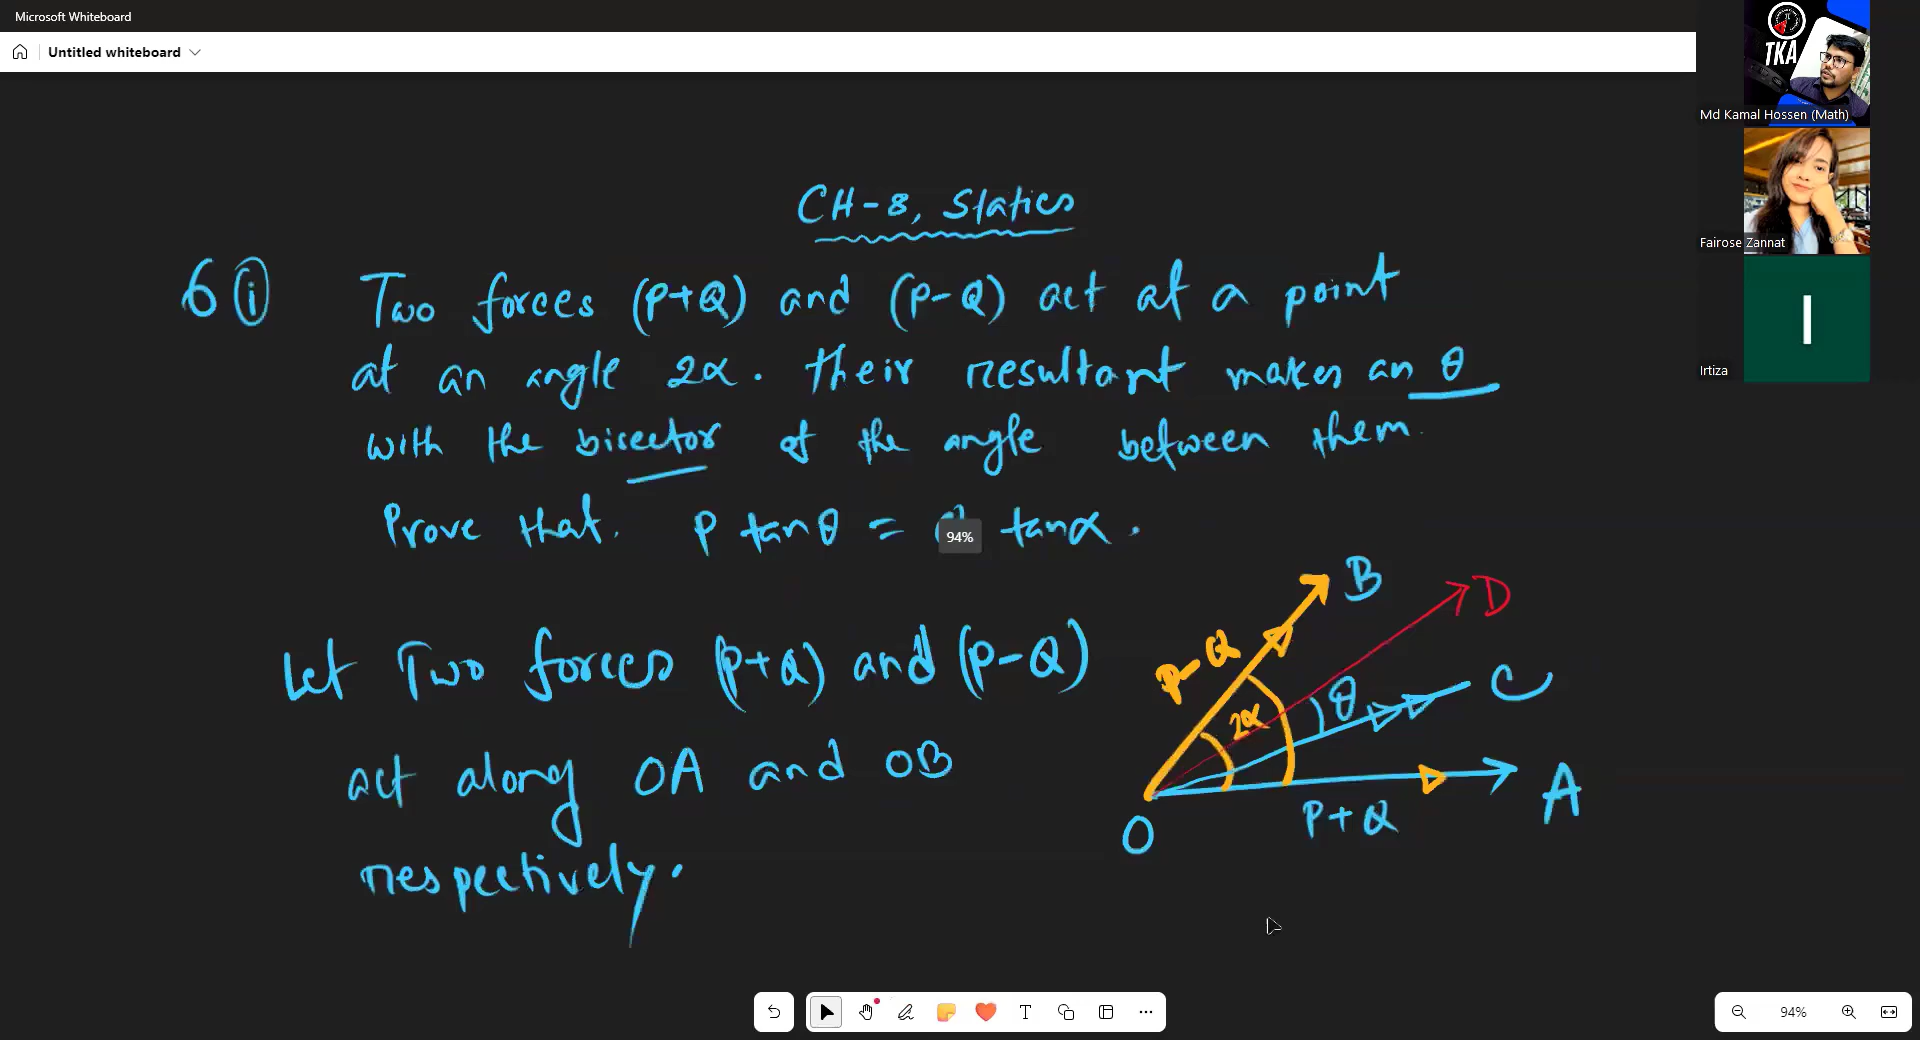 Microsoft Whiteboard
Untitled whiteboard
TKA
Md Kamal Hossen (Math)
Fairose Zannat
I
Irtiza
CH-8, Statics
6 (i) Two forces (P+Q) and (P-Q) act at a point
at an angle 2α. Their resultant makes an θ
with the bisector of the angle between them.
Prove that. P tanθ = tanα.
94%
Let Two forces (P+Q) and (P-Q)
act along OA and OB
respectively.
B
D
P-Q
C
θ
2α
A
P+Q
O
T
94%